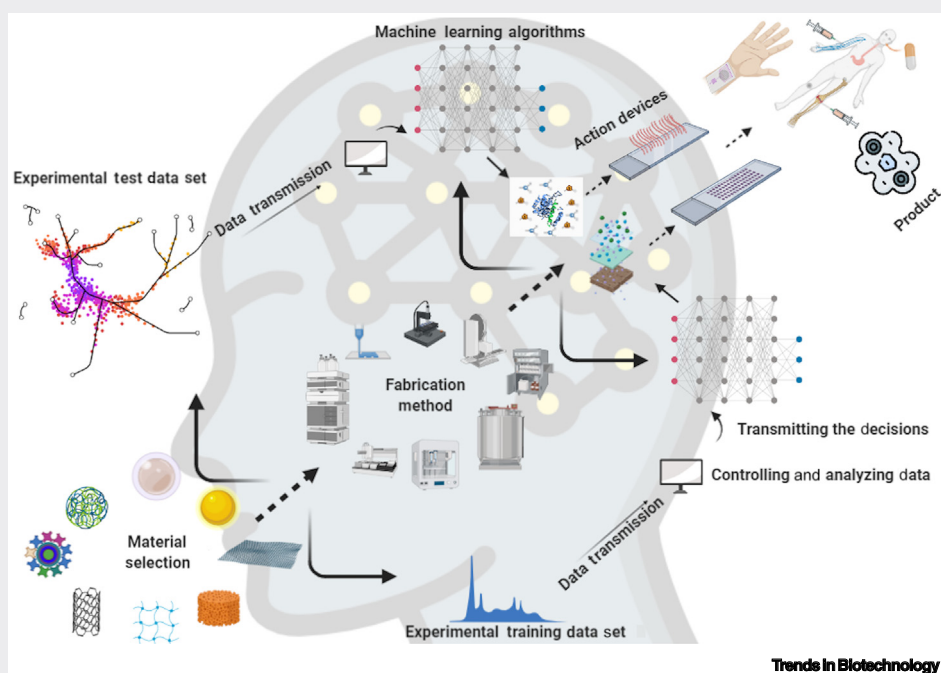 Machine learning algorithms
Action devices
Experimental test data set
Data transmission
Product
Fabrication
method
Transmitting the decisions
Controlling and analyzing data
Material
selection
Data transmission
Experimental training data set
Trends in Biotechnology